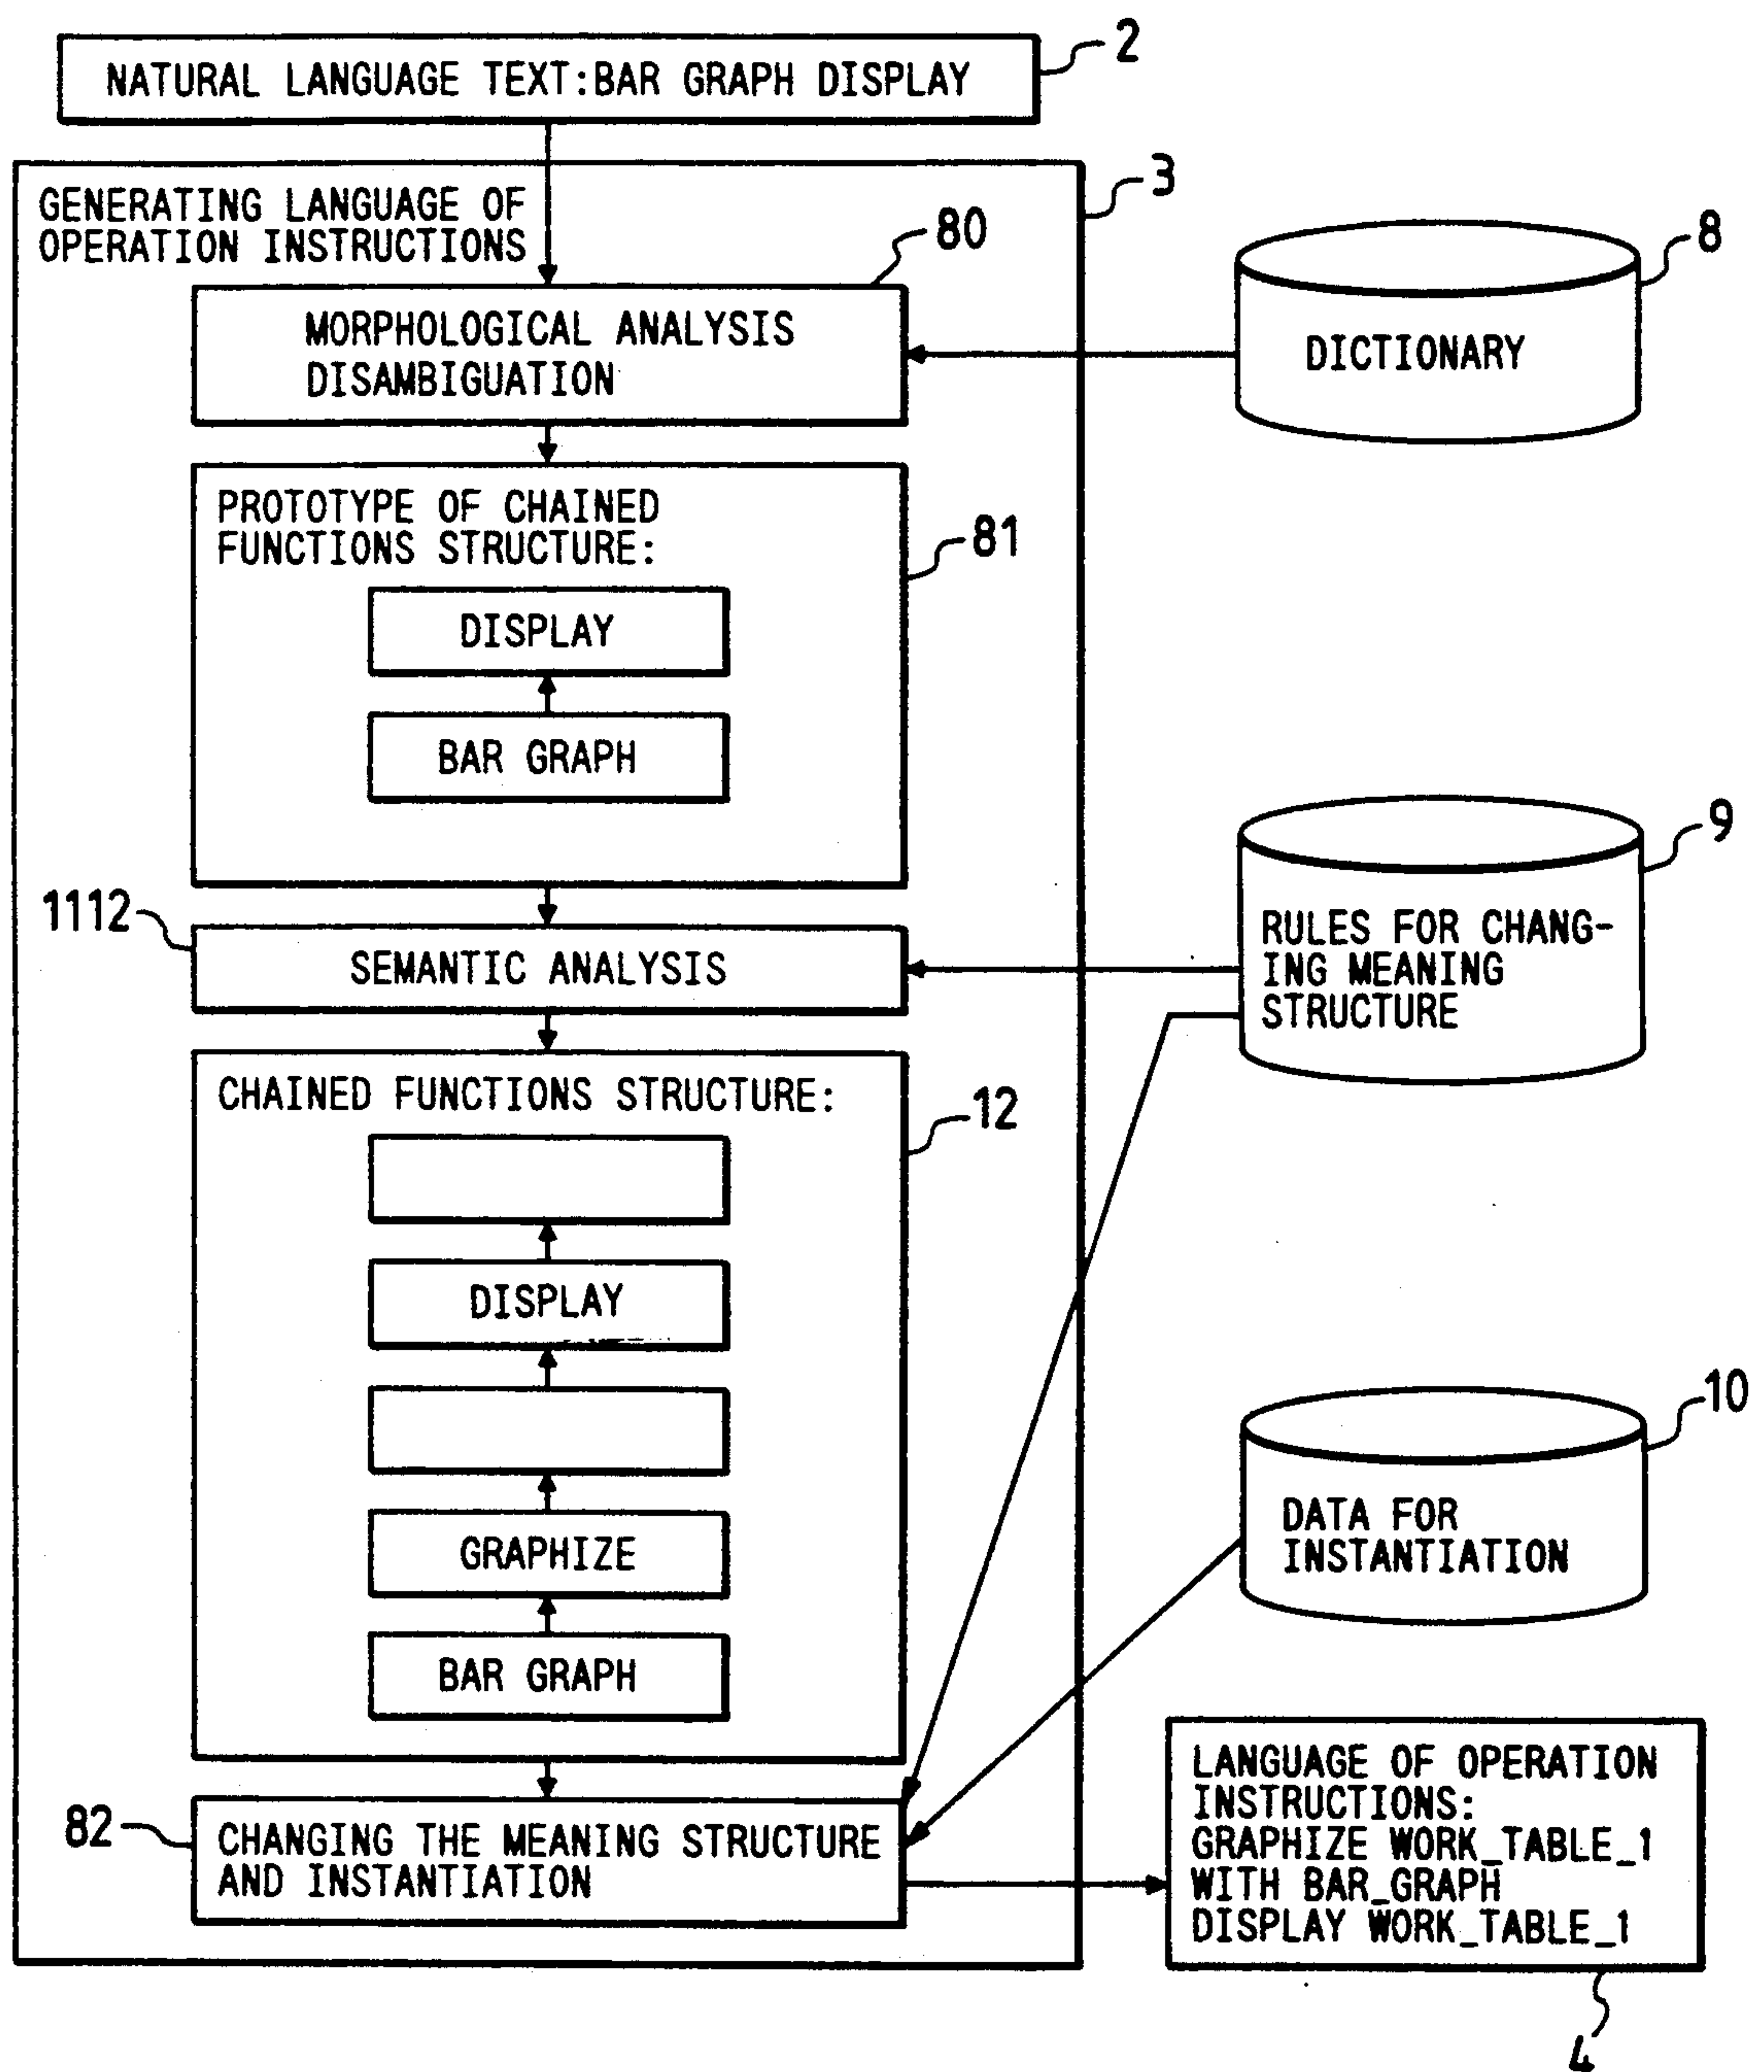 NATURAL LANGUAGE TEXT:BAR GRAPH DISPLAY
2
GENERATING LANGUAGE OF
OPERATION INSTRUCTIONS
3
80
MORPHOLOGICAL ANALYSIS
DISAMBIGUATION
8
DICTIONARY
PROTOTYPE OF CHAINED
FUNCTIONS STRUCTURE:
81
DISPLAY
BAR GRAPH
1112
SEMANTIC ANALYSIS
9
RULES FOR CHANG-
ING MEANING
STRUCTURE
CHAINED FUNCTIONS STRUCTURE:
12
DISPLAY
GRAPHIZE
BAR GRAPH
10
DATA FOR
INSTANTIATION
82
CHANGING THE MEANING STRUCTURE
AND INSTANTIATION
LANGUAGE OF OPERATION
INSTRUCTIONS:
GRAPHIZE WORK_TABLE_1
WITH BAR_GRAPH
DISPLAY WORK_TABLE_1
4